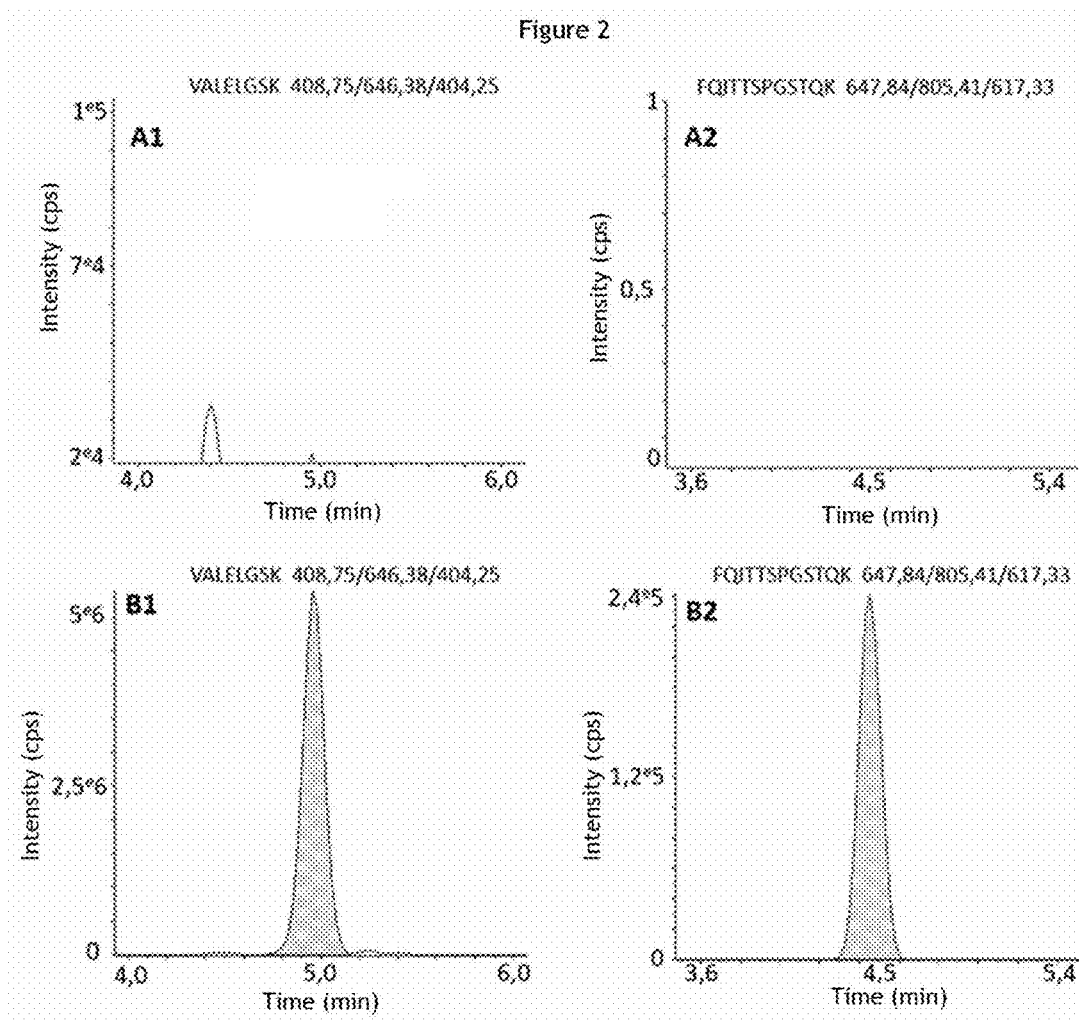 Figure 2
VALELGSK 408,75/646,38/404,25
A1
1*5
7*4
2*4
Intensity (cps)
4,0 5,0 6,0
Time (min)
FQITTSPGSTQK 647,84/805,41/617,33
A2
1
0,5
0
Intensity (cps)
3,6 4,5 5,4
Time (min)
VALELGSK 408,75/646,38/404,25
B1
5*6
2,5*6
0
Intensity (cps)
4,0 5,0 6,0
Time (min)
FQITTSPGSTQK 647,84/805,41/617,33
B2
2,4*5
1,2*5
0
Intensity (cps)
3,6 4,5 5,4
Time (min)